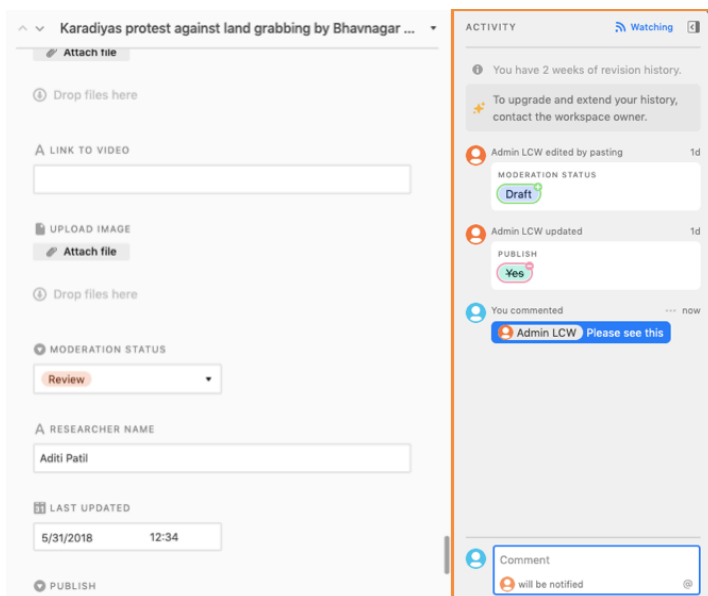 Karadiyas protest against land grabbing by Bhavnagar ...
Attach file
Drop files here
A LINK TO VIDEO
UPLOAD IMAGE
Attach file
Drop files here
MODERATION STATUS
Review
A RESEARCHER NAME
Aditi Patil
LAST UPDATED
5/31/2018 12:34
PUBLISH
ACTIVITY
Watching
You have 2 weeks of revision history.
To upgrade and extend your history,
contact the workspace owner.
Admin LCW edited by pasting 1d
MODERATION STATUS
Draft
Admin LCW updated 1d
PUBLISH
Yes
You commented ... now
Admin LCW Please see this
Comment
will be notified @